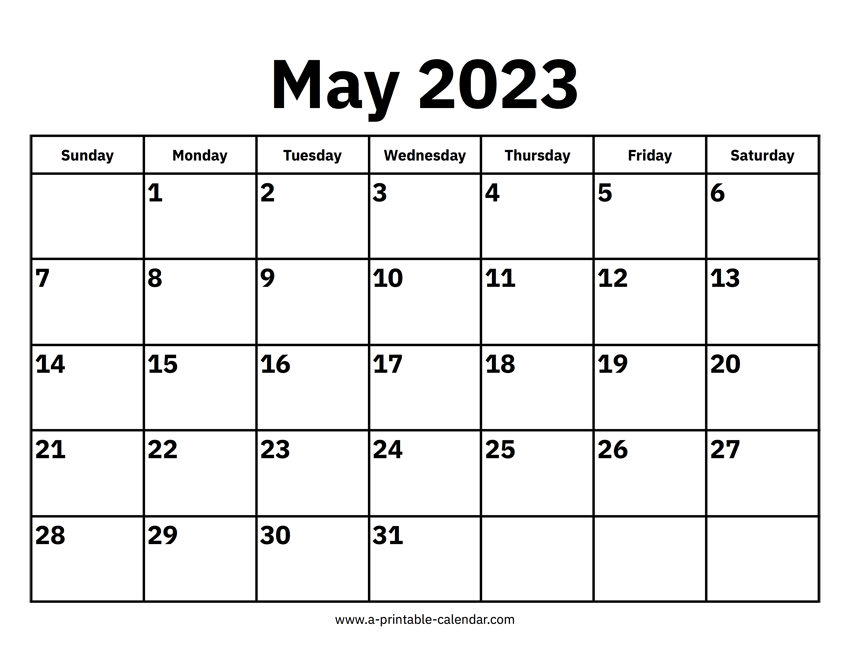 May 2023
Sunday Monday Tuesday Wednesday Thursday Friday Saturday
1 2 3 4 5 6
7 8 9 10 11 12 13
14 15 16 17 18 19 20
21 22 23 24 25 26 27
28 29 30 31
www.a-printable-calendar.com